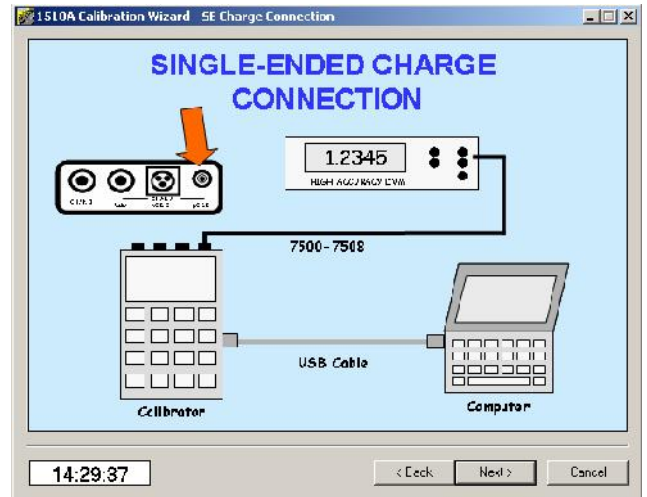 1510A Calibration Wizard SE Charge Connection
SINGLE-ENDED CHARGE
CONNECTION
1.2345
HIGH ACCURACY DVM
7500-7508
USB Cable
Calibrator
Computer
14:29:37
< Back
Next >
Cancel